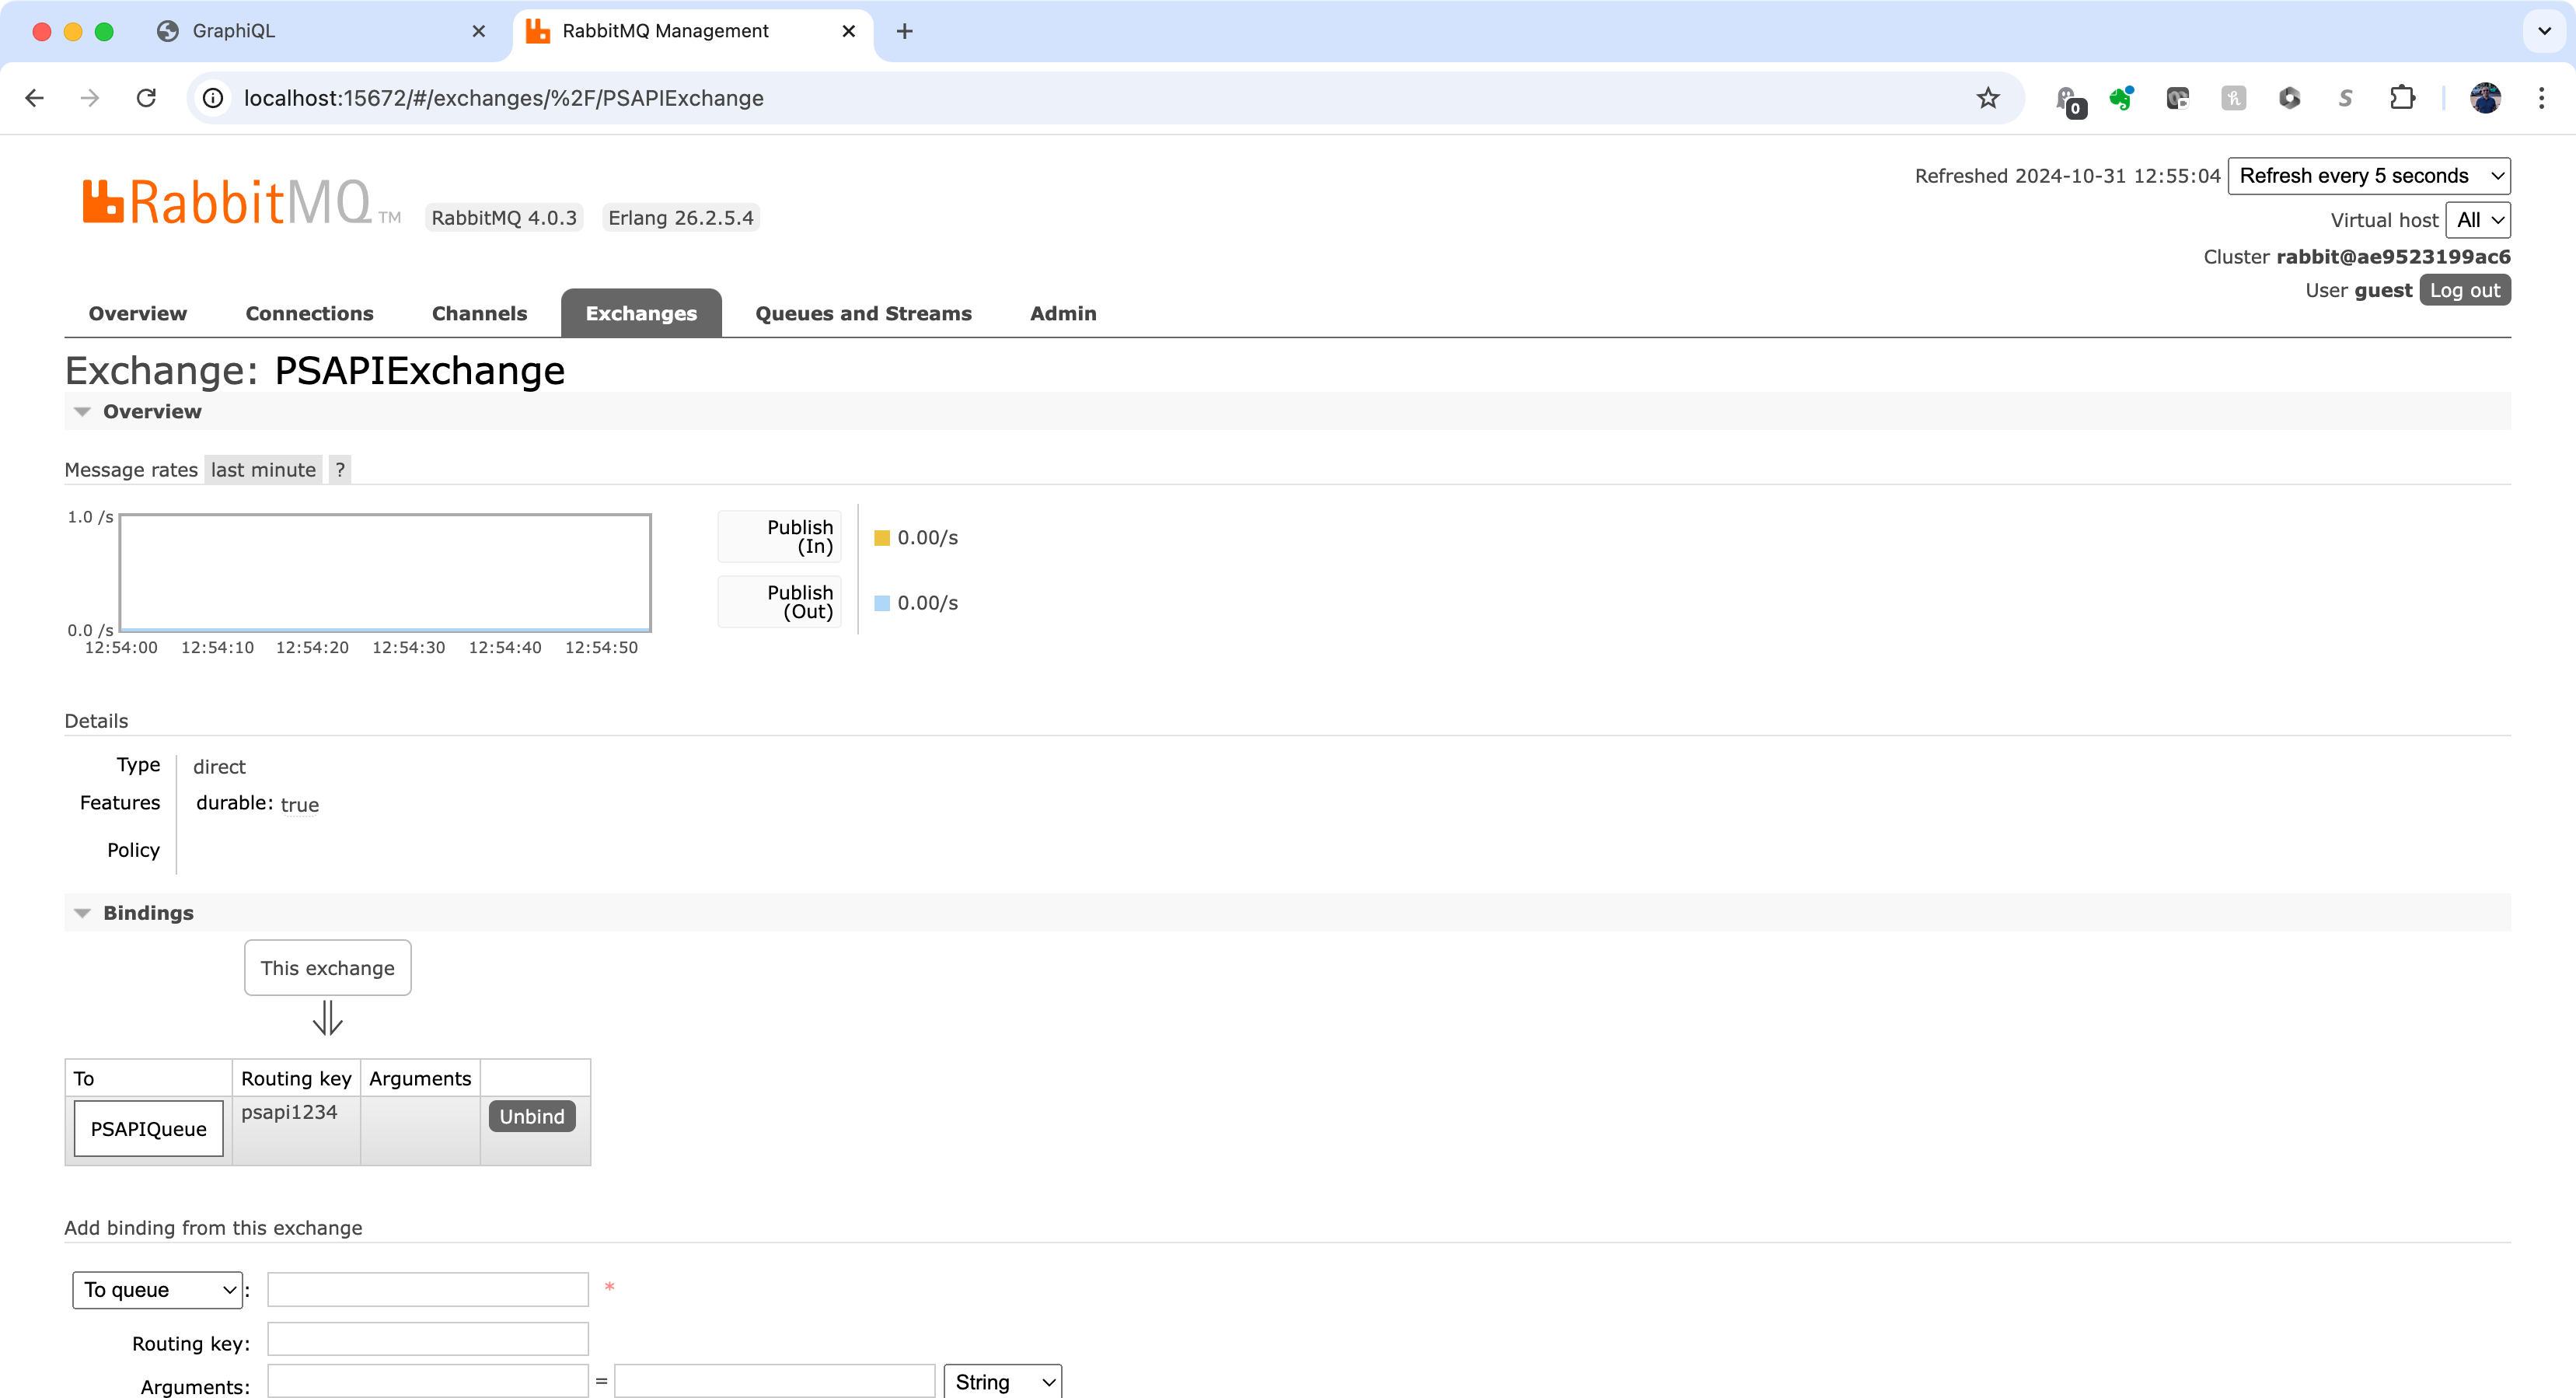 GraphiQL
RabbitMQ Management
localhost:15672/#/exchanges/%2F/PSAPIExchange
0
RabbitMQ TM
RabbitMQ 4.0.3 Erlang 26.2.5.4
Refreshed 2024-10-31 12:55:04 Refresh every 5 seconds
Virtual host All
Cluster rabbit@ae9523199ac6
User guest Log out
Overview Connections Channels Exchanges Queues and Streams Admin
Exchange: PSAPIExchange
Overview
Message rates last minute ?
1.0 /s
0.0 /s
12:54:00 12:54:10 12:54:20 12:54:30 12:54:40 12:54:50
Publish
(In)
0.00/s
Publish
(Out)
0.00/s
Details
Type direct
Features durable: true
Policy
Bindings
This exchange
⇓
To Routing key Arguments
PSAPIQueue psapi1234 Unbind
Add binding from this exchange
To queue : *
Routing key:
Arguments: = String